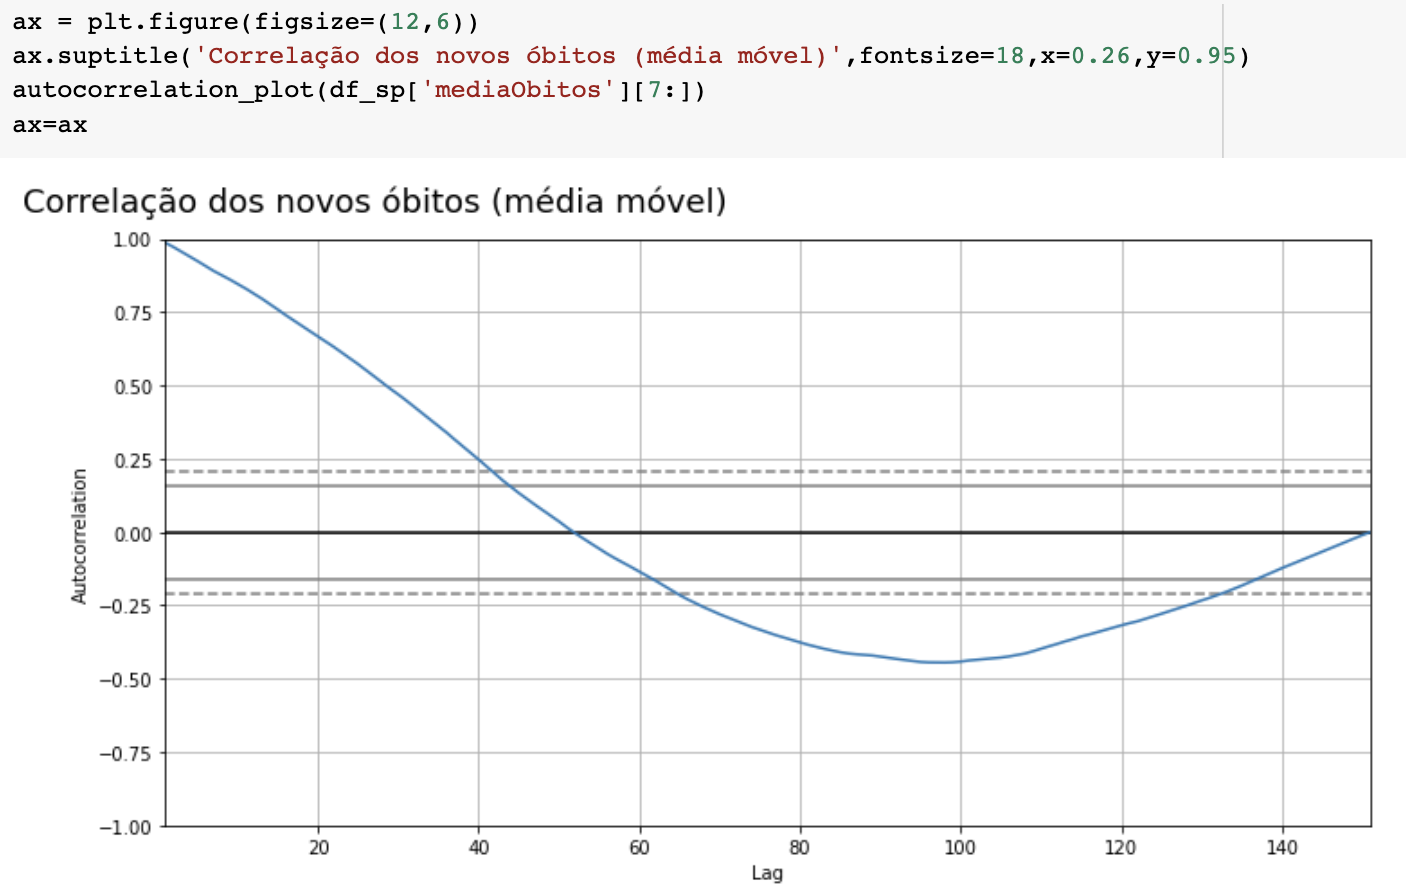 ax = plt.figure(figsize=(12,6))
ax.suptitle('Correlação dos novos óbitos (média móvel)',fontsize=18,x=0.26,y=0.95)
autocorrelation_plot(df_sp['mediaObitos'][7:])
ax=ax
Correlação dos novos óbitos (média móvel)
1.00
0.75
0.50
0.25
0.00
−0.25
−0.50
−0.75
−1.00
Autocorrelation
20 40 60 80 100 120 140
Lag